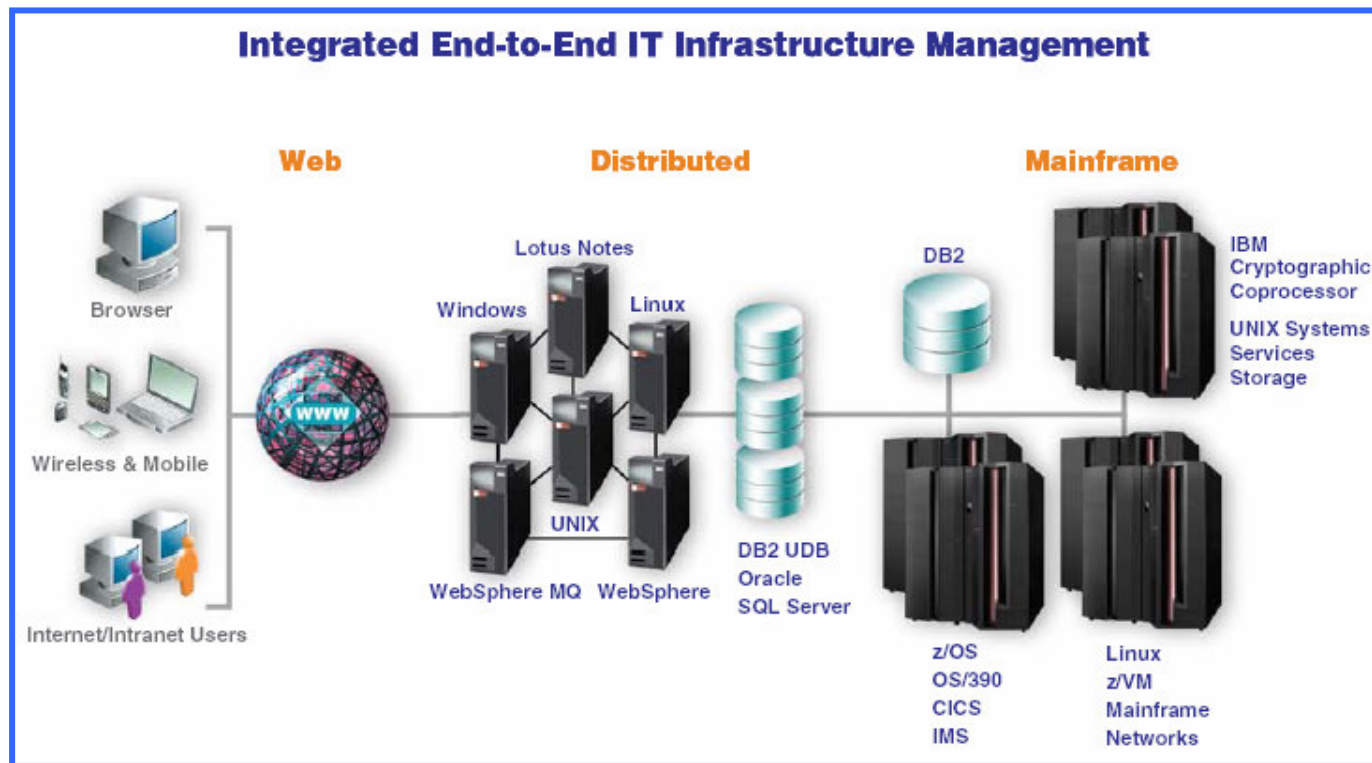 Integrated End-to-End IT Infrastructure Management
Web
Distributed
Mainframe
Browser
Wireless & Mobile
Internet/Intranet Users
www
Lotus Notes
Windows
Linux
UNIX
WebSphere MQ
WebSphere
DB2 UDB
Oracle
SQL Server
DB2
IBM
Cryptographic
Coprocessor
UNIX Systems
Services
Storage
z/OS
OS/390
CICS
IMS
Linux
z/VM
Mainframe
Networks